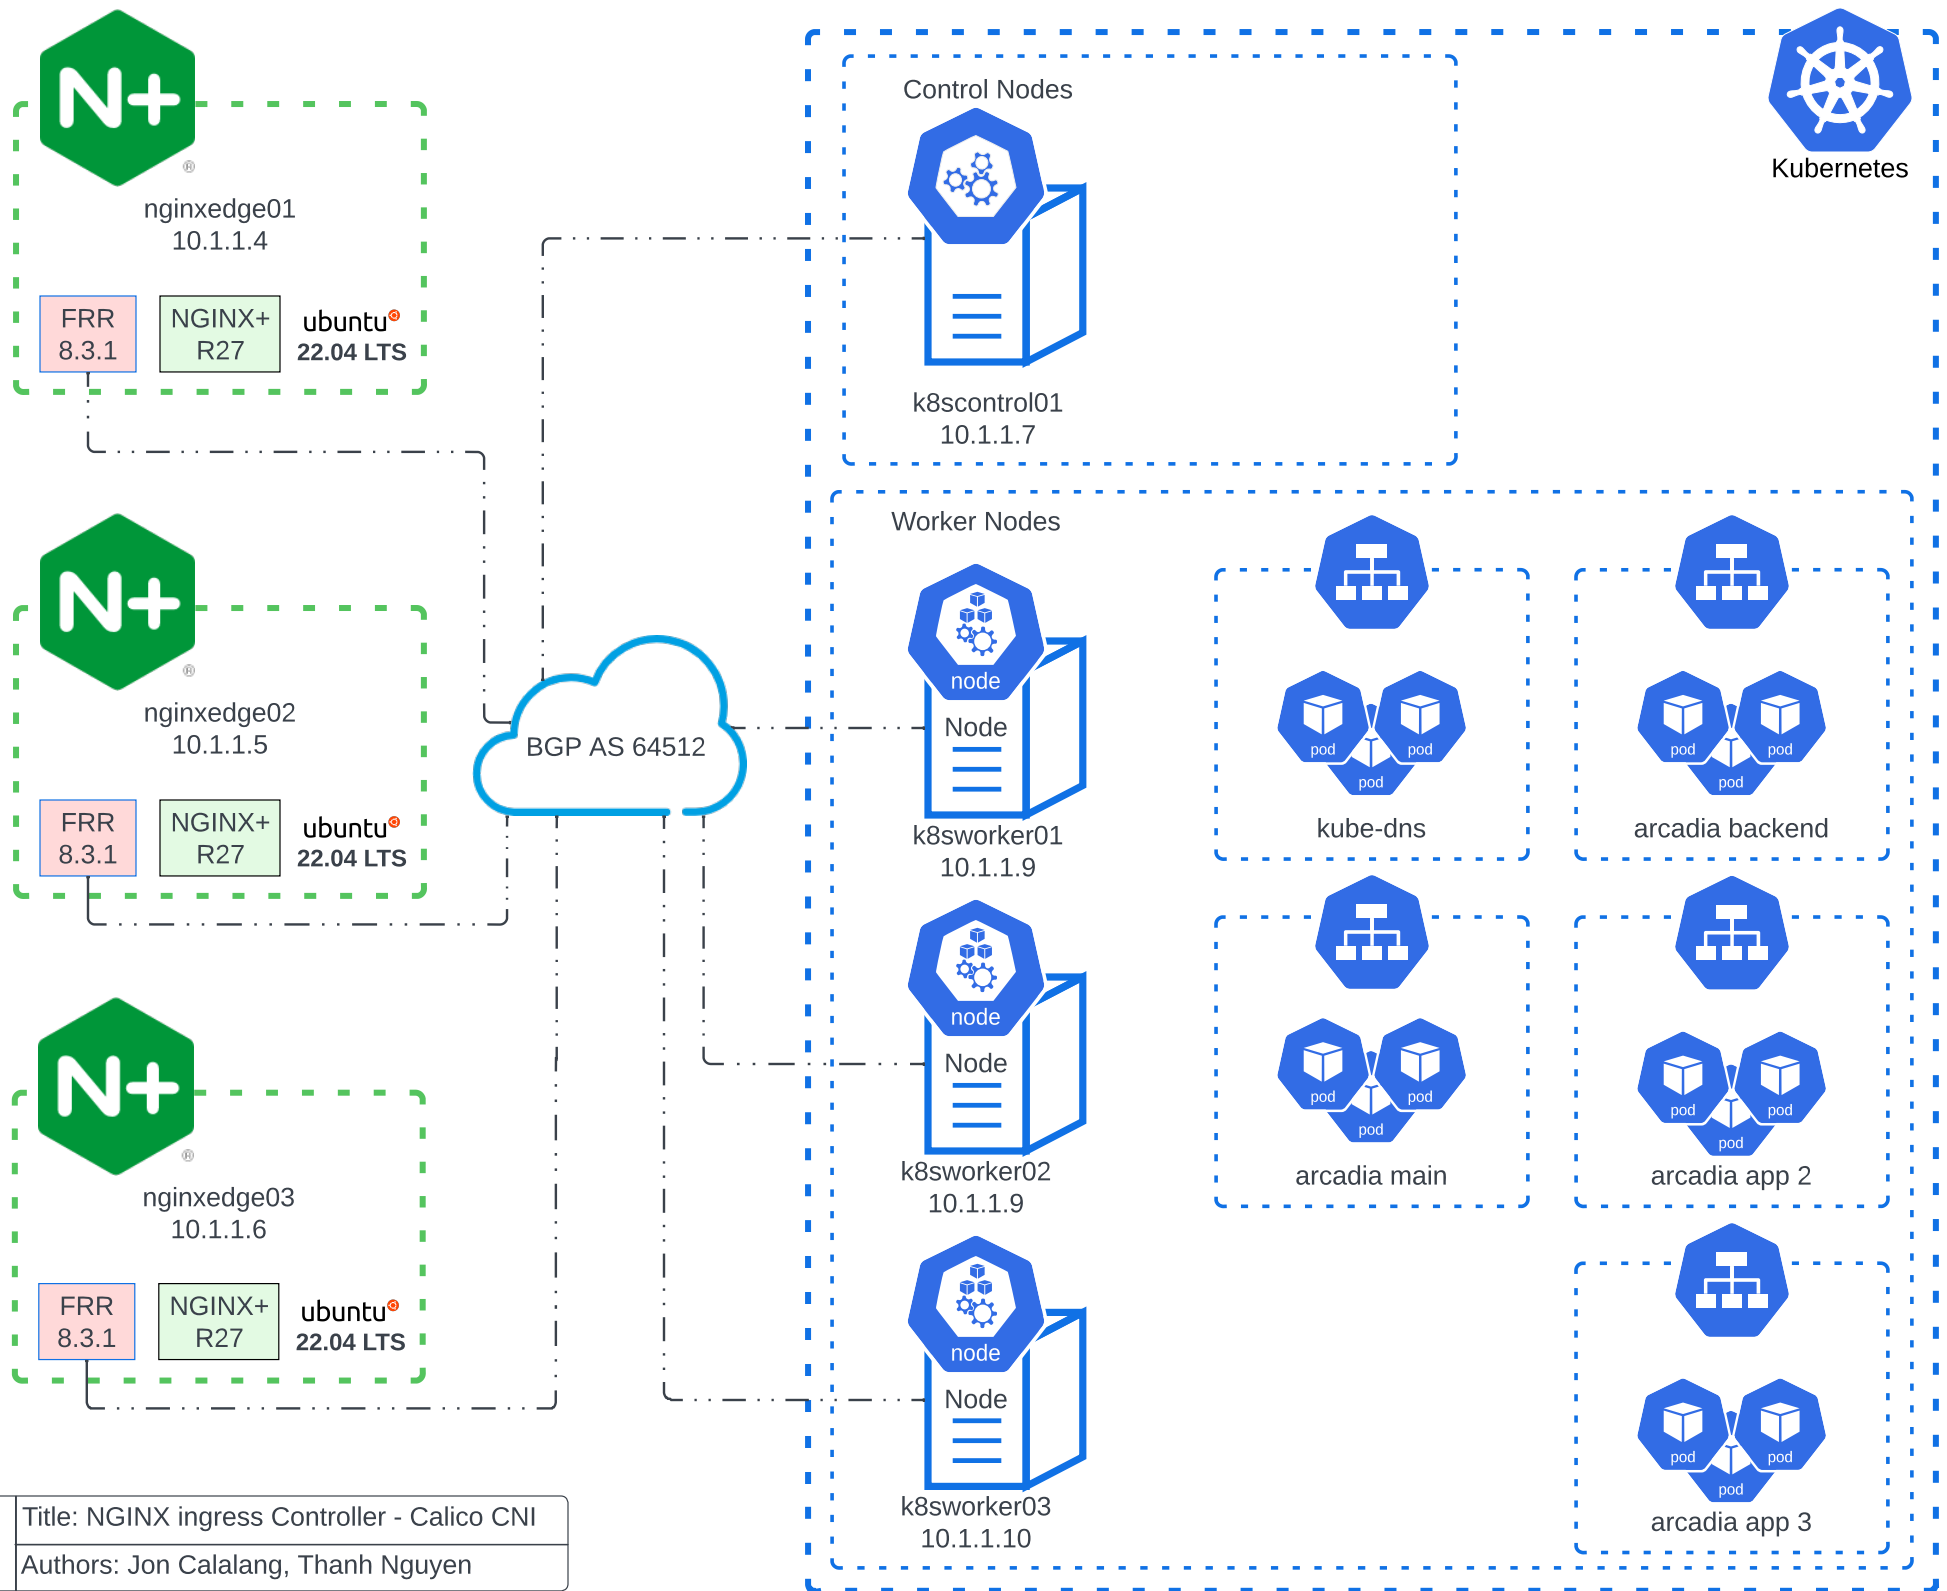 N+
®
nginxedge01
10.1.1.4
FRR
8.3.1
NGINX+
R27
ubuntu
22.04 LTS
N+
®
nginxedge02
10.1.1.5
FRR
8.3.1
NGINX+
R27
ubuntu
22.04 LTS
N+
®
nginxedge03
10.1.1.6
FRR
8.3.1
NGINX+
R27
ubuntu
22.04 LTS
BGP AS 64512
Kubernetes
Control Nodes
k8scontrol01
10.1.1.7
Worker Nodes
node
Node
k8sworker01
10.1.1.9
node
Node
k8sworker02
10.1.1.9
node
Node
k8sworker03
10.1.1.10
pod
pod
pod
kube-dns
pod
pod
pod
arcadia backend
pod
pod
pod
arcadia main
pod
pod
pod
arcadia app 2
pod
pod
pod
arcadia app 3
Title: NGINX ingress Controller - Calico CNI
Authors: Jon Calalang, Thanh Nguyen